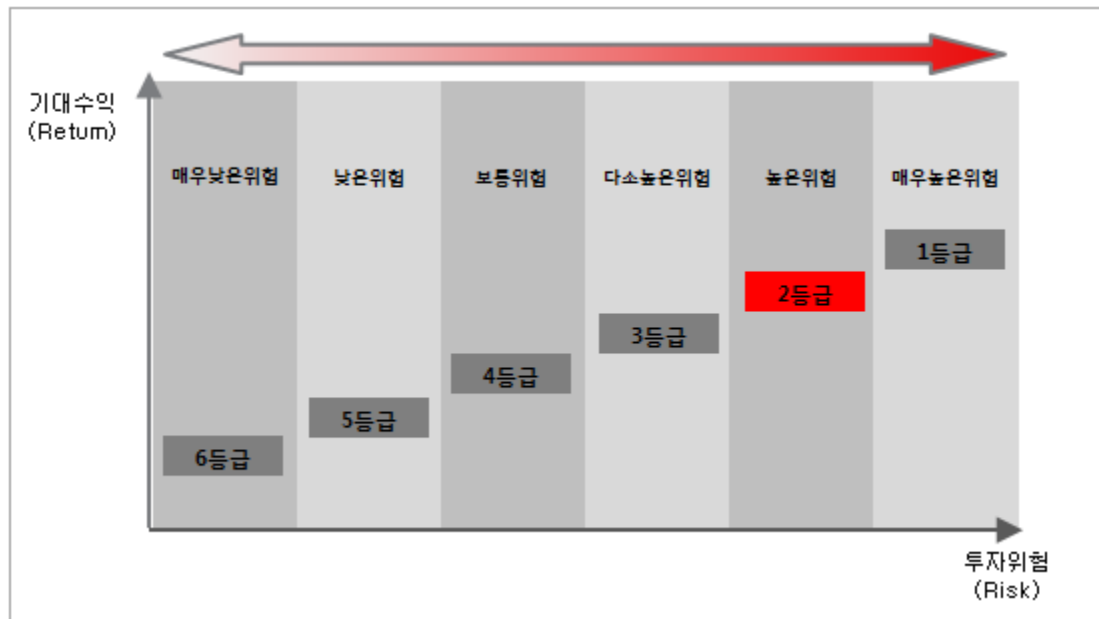 기대수익
(Return)
매우낮은위험
낮은위험
보통위험
다소높은위험
높은위험
매우높은위험
1등급
2등급
3등급
4등급
5등급
6등급
투자위험
(Risk)